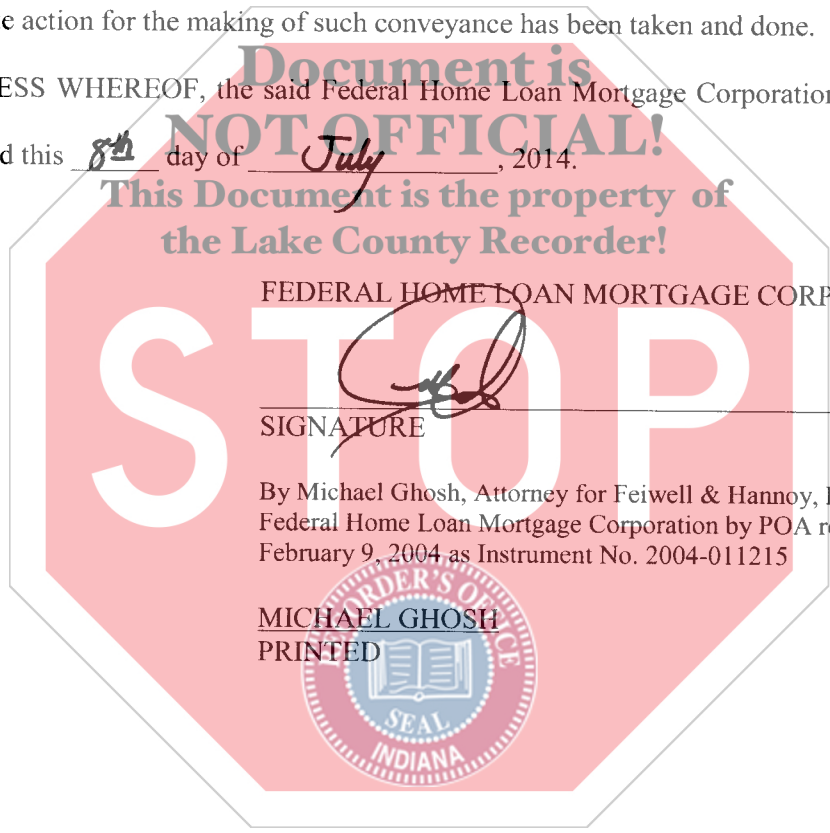 e action for the making of such conveyance has been taken and done.
Document is
ESS WHEREOF, the said Federal Home Loan Mortgage Corporation
NOT OFFICIAL!
d this 8th day of July, 2014.
This Document is the property of
the Lake County Recorder!
FEDERAL HOME LOAN MORTGAGE CORP
STOP
SIGNATURE
By Michael Ghosh, Attorney for Feiwell & Hannoy,
Federal Home Loan Mortgage Corporation by POA re
February 9, 2004 as Instrument No. 2004-011215
RECORDER'S OFFICE
MICHAEL GHOSH
PRINTED
SEAL
INDIANA